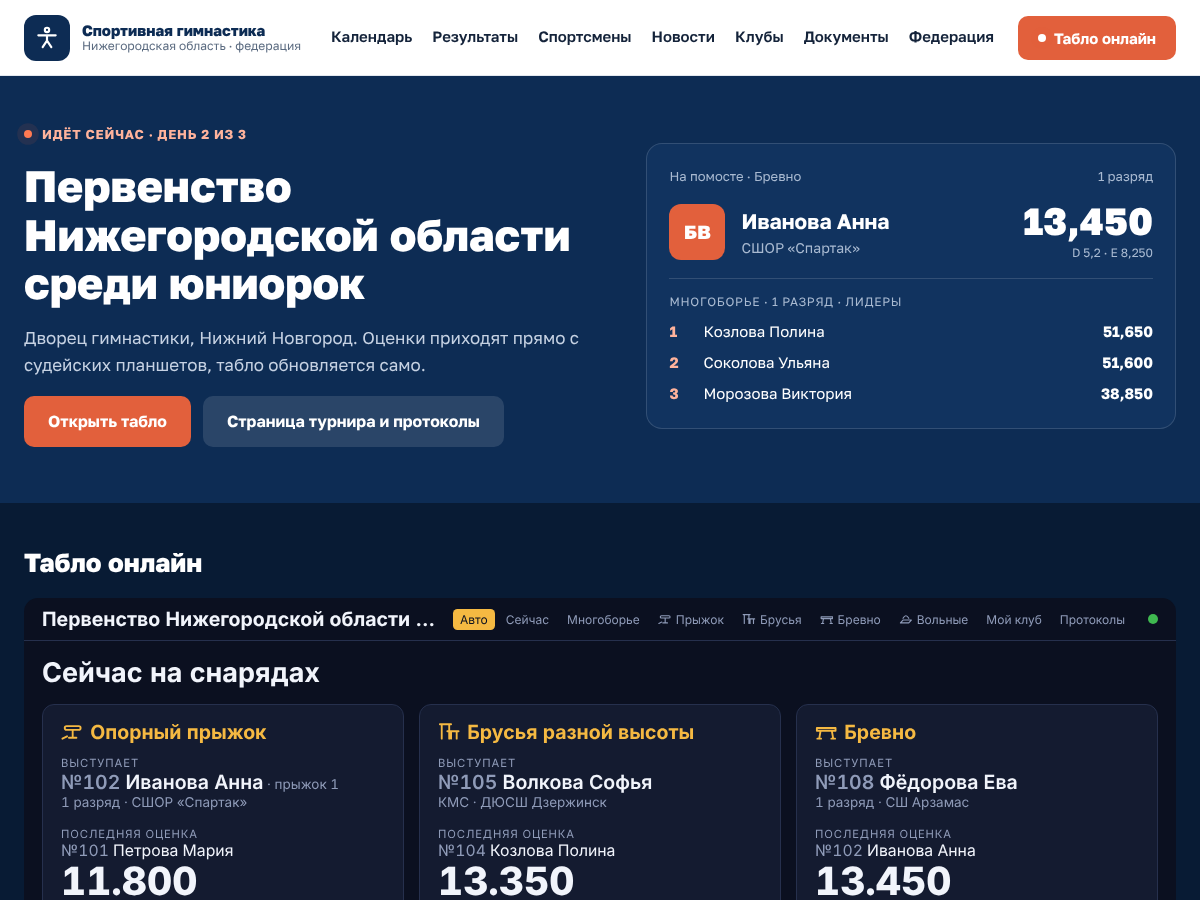 Спортивная гимнастика
Нижегородская область · федерация
Календарь Результаты Спортсмены Новости Клубы Документы Федерация
Табло онлайн
ИДЁТ СЕЙЧАС · ДЕНЬ 2 ИЗ 3
Первенство
Нижегородской области
среди юниорок
Дворец гимнастики, Нижний Новгород. Оценки приходят прямо с
судейских планшетов, табло обновляется само.
Открыть табло
Страница турнира и протоколы
На помосте · Бревно
1 разряд
БВ
Иванова Анна
СШОР «Спартак»
13,450
D 5,2 · E 8,250
МНОГОБОРЬЕ · 1 РАЗРЯД · ЛИДЕРЫ
1 Козлова Полина 51,650
2 Соколова Ульяна 51,600
3 Морозова Виктория 38,850
Табло онлайн
Первенство Нижегородской области ...
Авто Сейчас Многоборье Прыжок Брусья Бревно Вольные Мой клуб Протоколы
Сейчас на снарядах
Опорный прыжок
ВЫСТУПАЕТ
№102 Иванова Анна · прыжок 1
1 разряд · СШОР «Спартак»
ПОСЛЕДНЯЯ ОЦЕНКА
№101 Петрова Мария
11.800
Брусья разной высоты
ВЫСТУПАЕТ
№105 Волкова Софья
КМС · ДЮСШ Дзержинск
ПОСЛЕДНЯЯ ОЦЕНКА
№104 Козлова Полина
13.350
Бревно
ВЫСТУПАЕТ
№108 Фёдорова Ева
1 разряд · СШ Арзамас
ПОСЛЕДНЯЯ ОЦЕНКА
№102 Иванова Анна
13.450